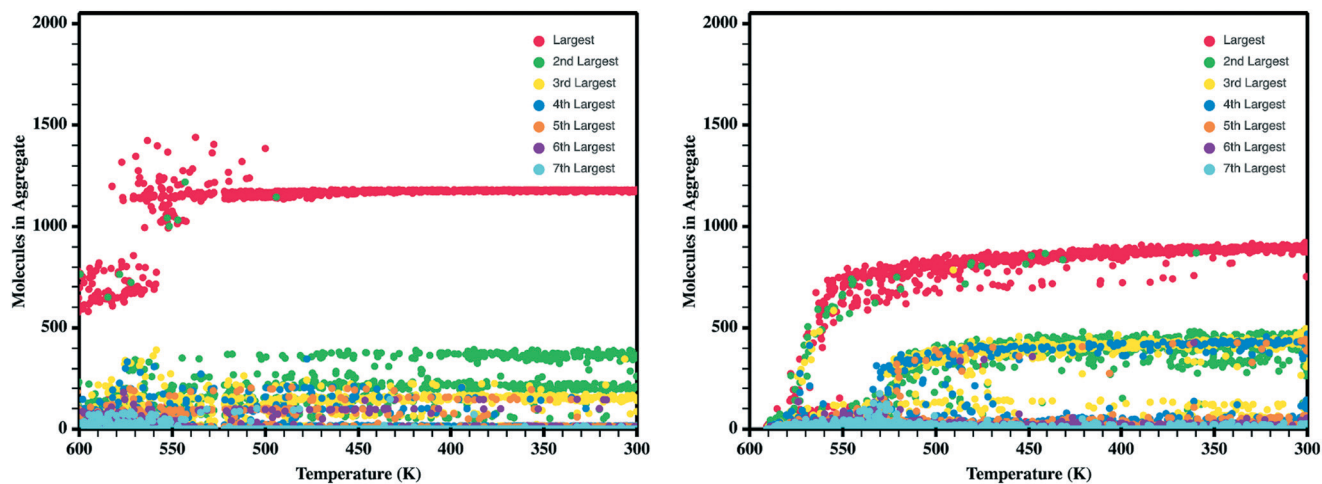 2000
1500
1000
500
0
Molecules in Aggregate
Largest
2nd Largest
3rd Largest
4th Largest
5th Largest
6th Largest
7th Largest
600 550 500 450 400 350 300
Temperature (K)
2000
1500
1000
500
0
Molecules in Aggregate
Largest
2nd Largest
3rd Largest
4th Largest
5th Largest
6th Largest
7th Largest
600 550 500 450 400 350 300
Temperature (K)